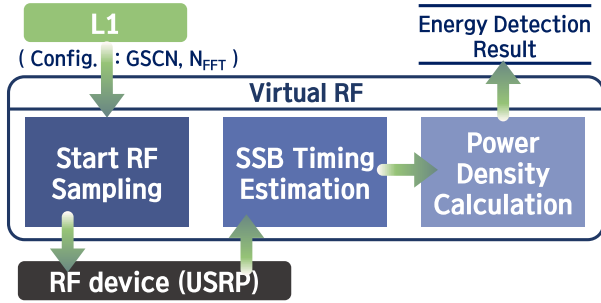 L1
( Config. : GSCN, NFFT )
Energy Detection
Result
Virtual RF
Start RF
Sampling
SSB Timing
Estimation
Power
Density
Calculation
RF device (USRP)